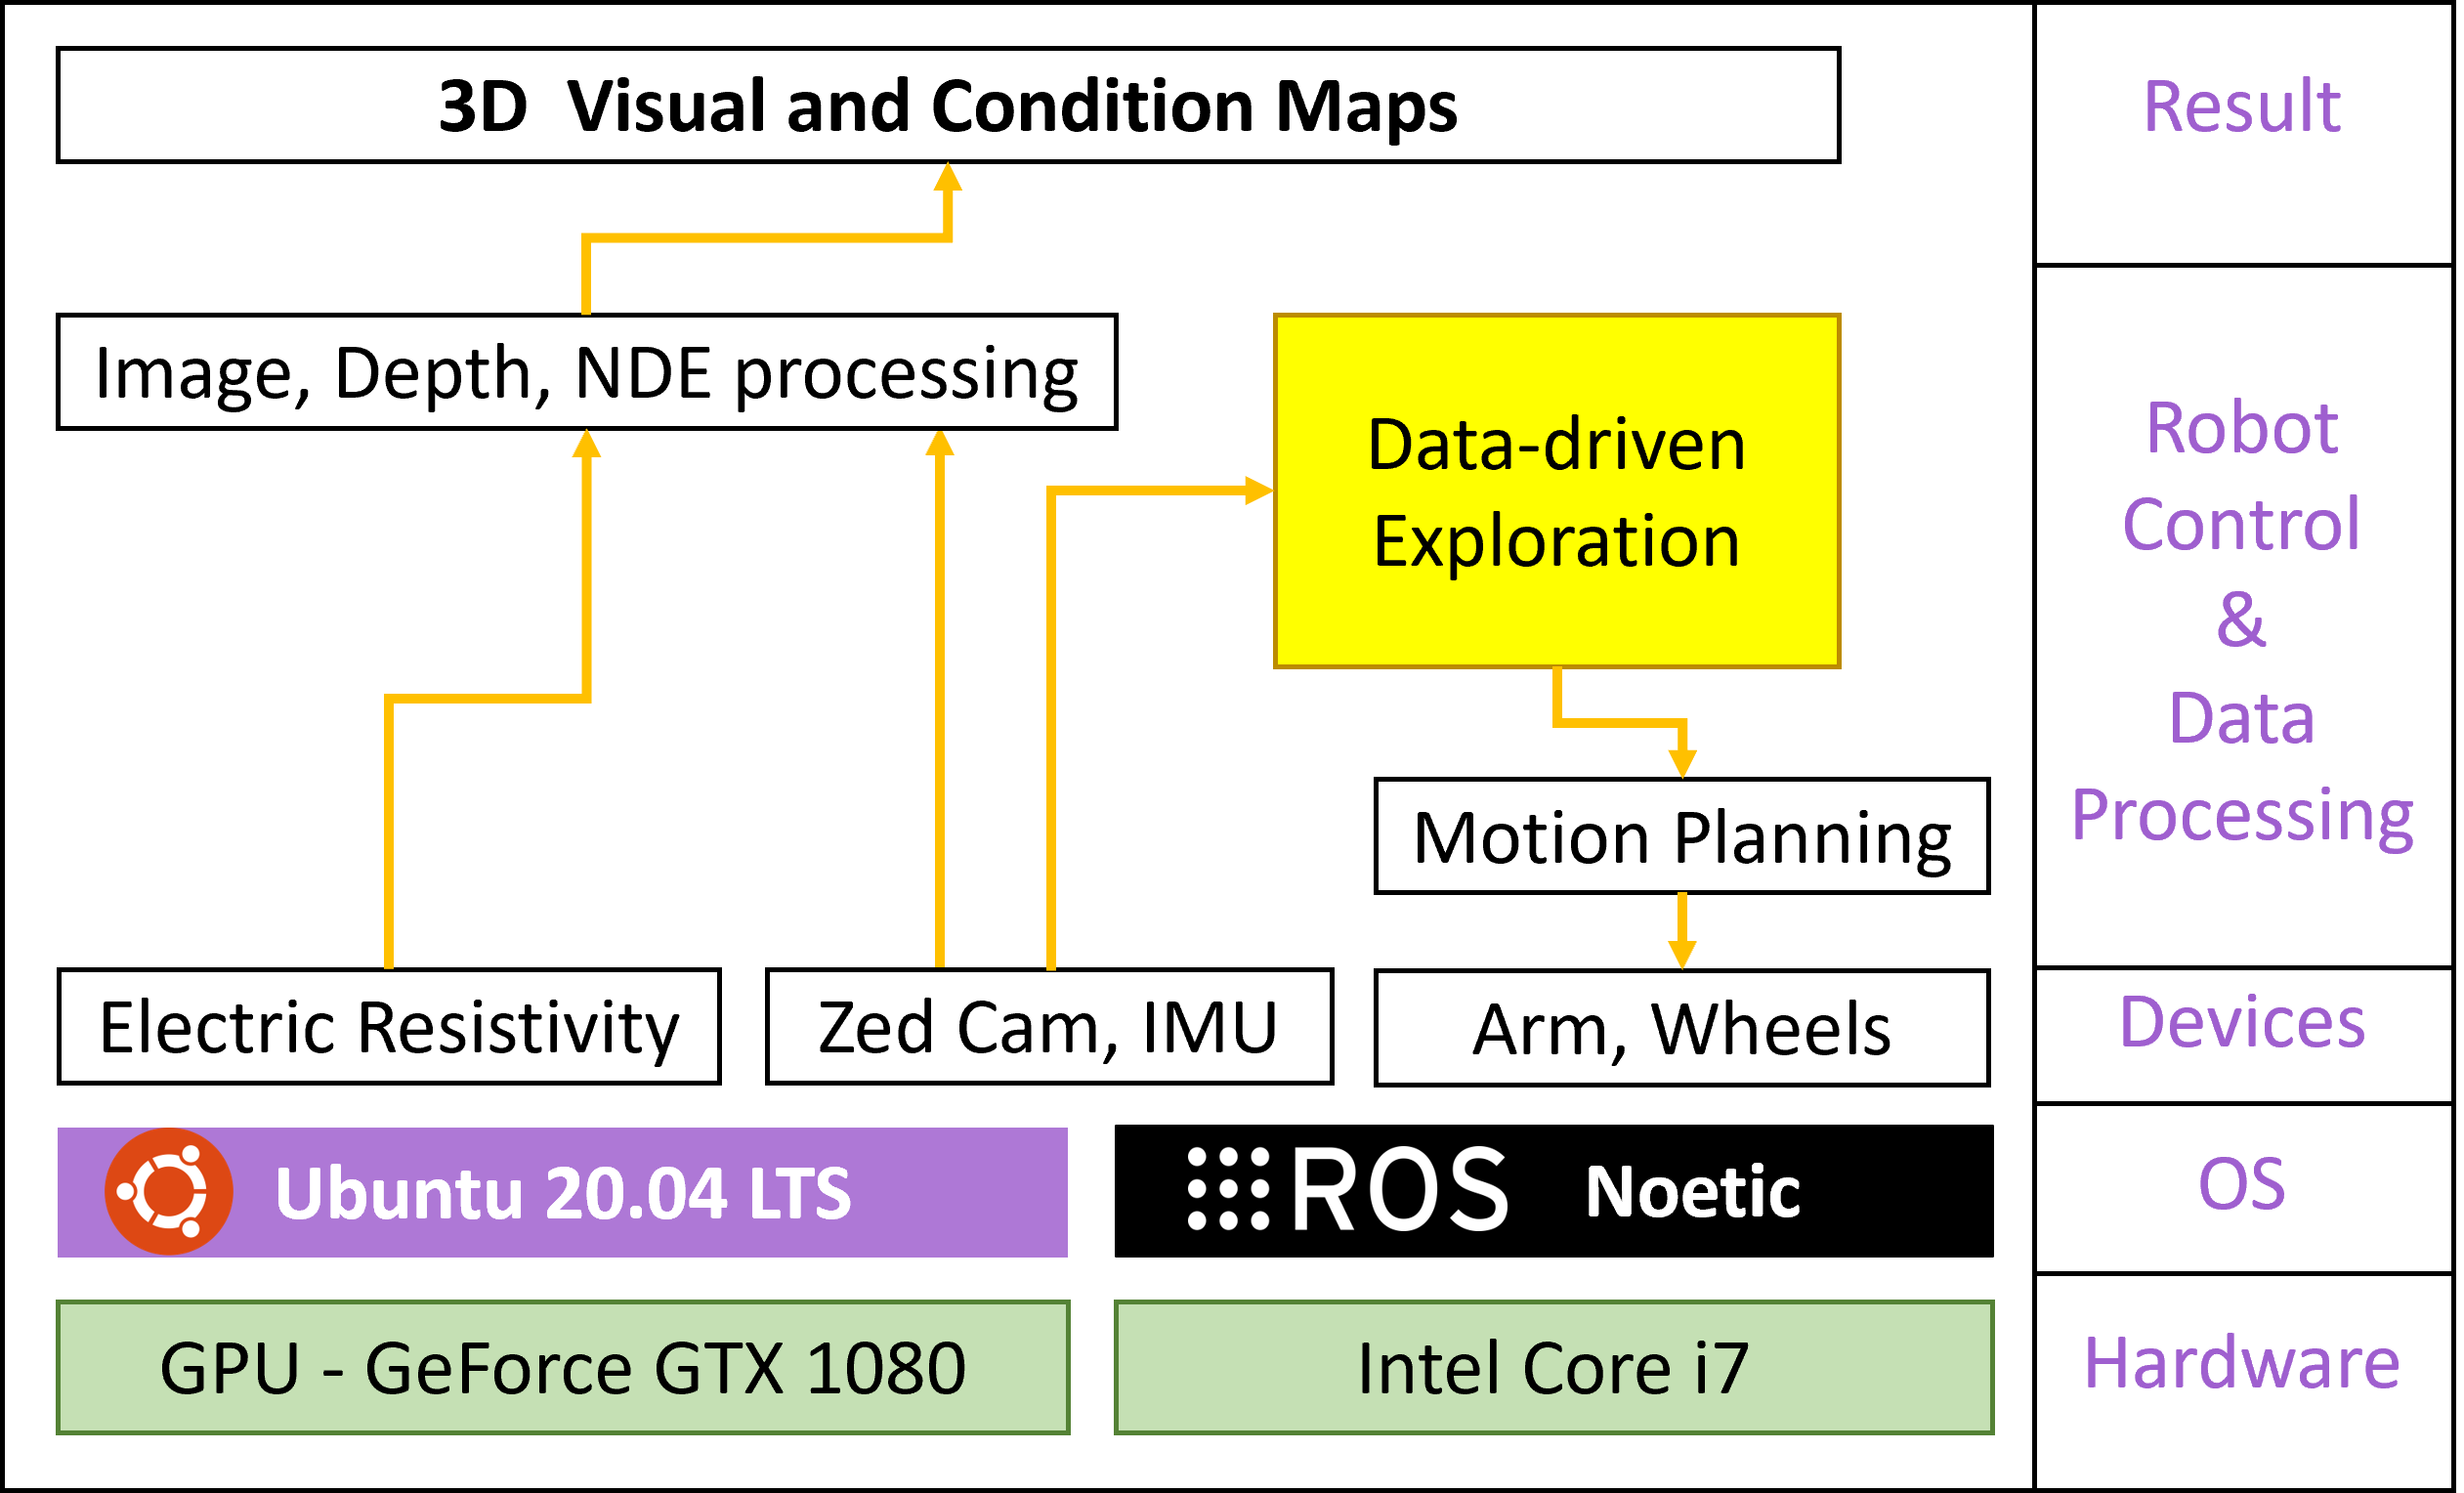 3D  Visual and Condition Maps
Result
Image, Depth, NDE processing
Data-driven
Exploration
Robot
Control
&
Data
Processing
Motion Planning
Electric Resistivity
Zed Cam, IMU
Arm, Wheels
Devices
Ubuntu 20.04 LTS
ROS Noetic
OS
GPU - GeForce GTX 1080
Intel Core i7
Hardware